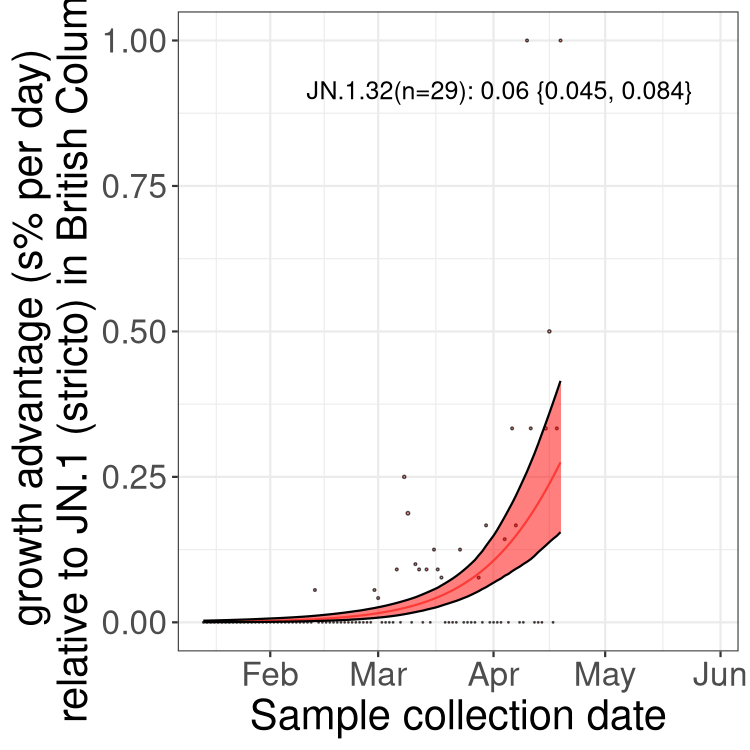 growth advantage (s% per day)
relative to JN.1 (stricto) in British Colum
1.00
0.75
0.50
0.25
0.00
JN.1.32(n=29): 0.06 {0.045, 0.084}
Feb Mar Apr May Jun
Sample collection date